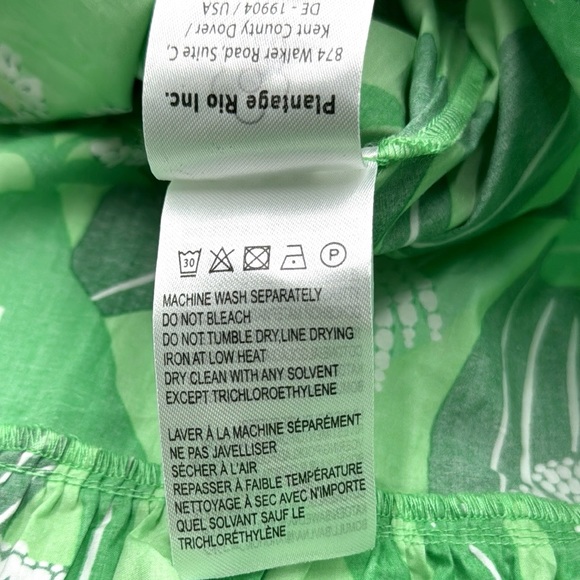 Plantage Rio Inc.
874 Walker Road, Suite C,
Kent County Dover /
DE - 19904 / USA
30
P
MACHINE WASH SEPARATELY
DO NOT BLEACH
DO NOT TUMBLE DRY,LINE DRYING
IRON AT LOW HEAT
DRY CLEAN WITH ANY SOLVENT
EXCEPT TRICHLOROETHYLENE
LAVER À LA MACHINE SÉPARÉMENT
NE PAS JAVELLISER
SÉCHER À L'AIR
REPASSER À FAIBLE TEMPÉRATURE
NETTOYAGE À SEC AVEC N'IMPORTE
QUEL SOLVANT SAUF LE
TRICHLORÉTHYLÈNE